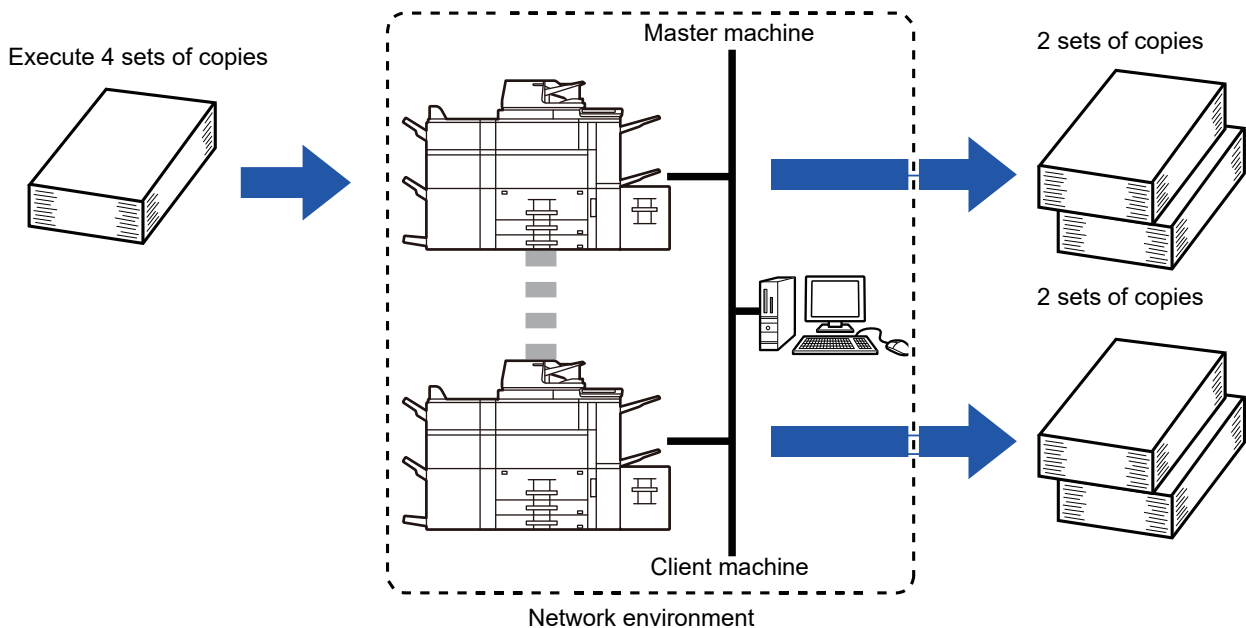 Execute 4 sets of copies
Master machine
2 sets of copies
2 sets of copies
Client machine
Network environment